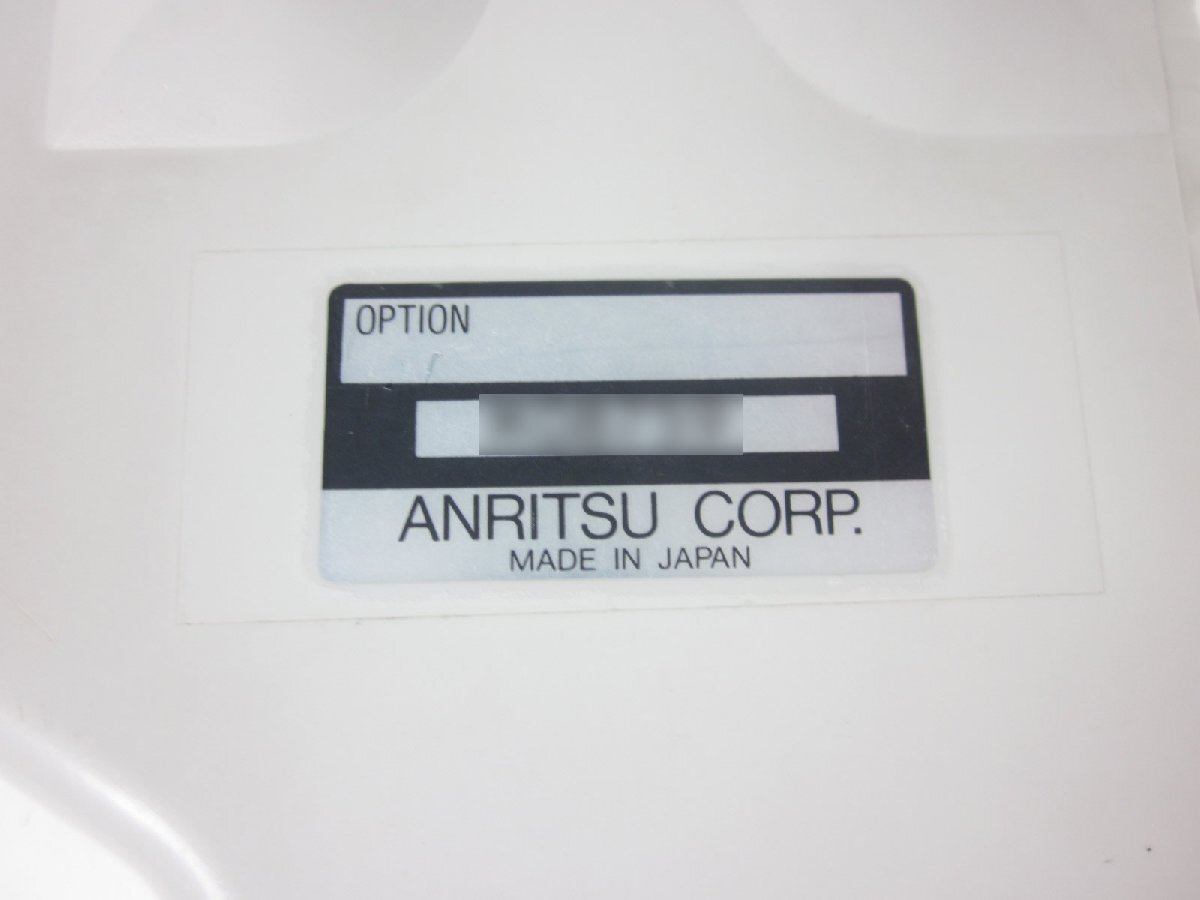 OPTION
ANRITSU CORP.
MADE IN JAPAN